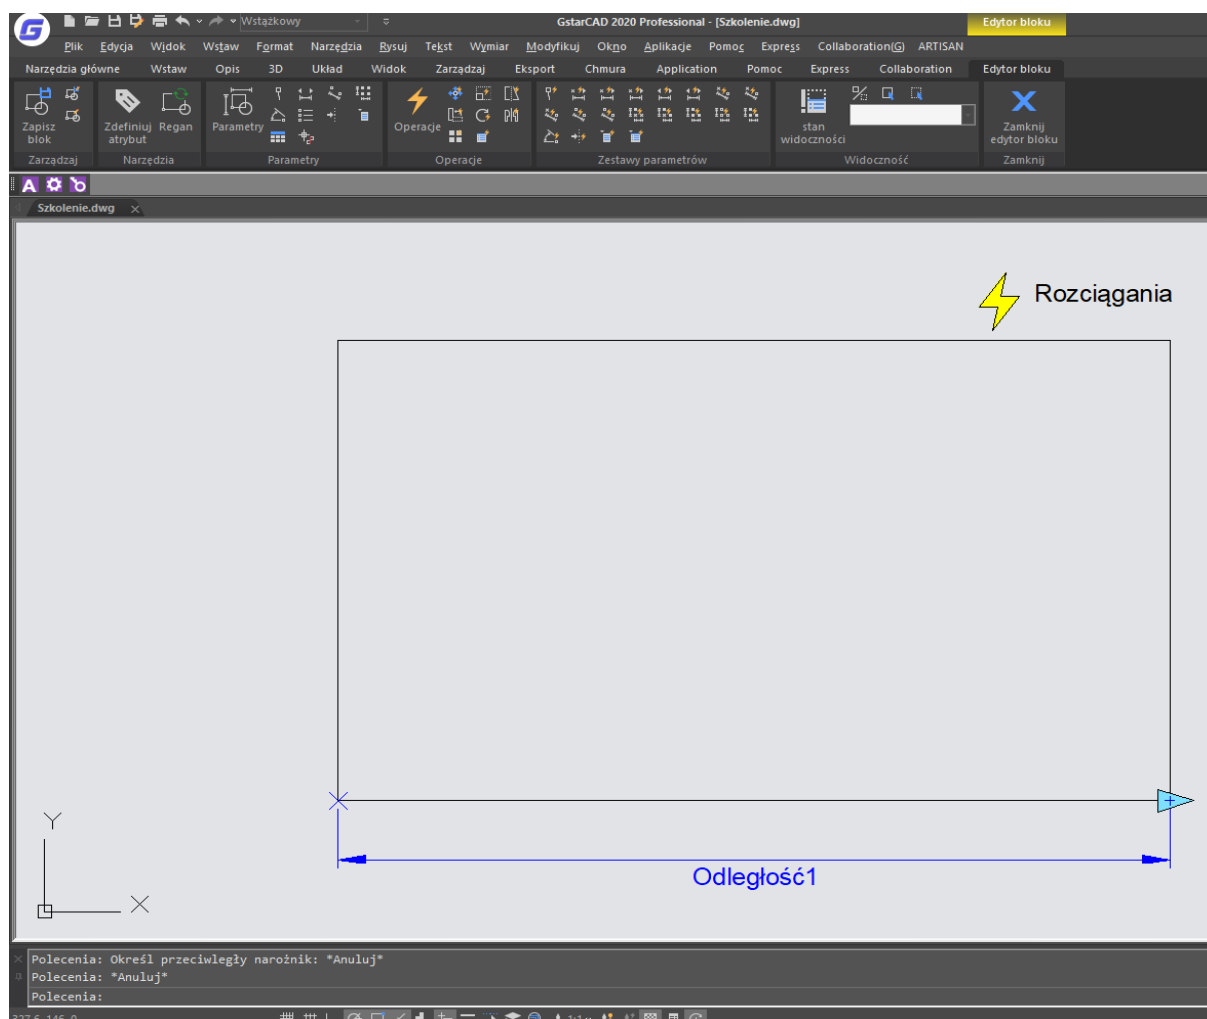 Wstążkowy GstarCAD 2020 Professional - [Szkolenie.dwg] Edytor bloku
Plik Edycja Widok Wstaw Format Narzędzia Rysuj Tekst Wymiar Modyfikuj Okno Aplikacje Pomoc Express Collaboration(G) ARTISAN
Narzędzia główne Wstaw Opis 3D Układ Widok Zarządzaj Eksport Chmura Application Pomoc Express Collaboration Edytor bloku
Zapisz blok Zdefiniuj atrybut Regan Parametry Operacje stan widoczności Zamknij edytor bloku
Zarządzaj Narzędzia Parametry Operacje Zestawy parametrów Widoczność Zamknij
A
Szkolenie.dwg
Rozciągania
Odległość1
Y
X
Polecenia: Określ przeciwległy narożnik: *Anuluj*
Polecenia: *Anuluj*
Polecenia: